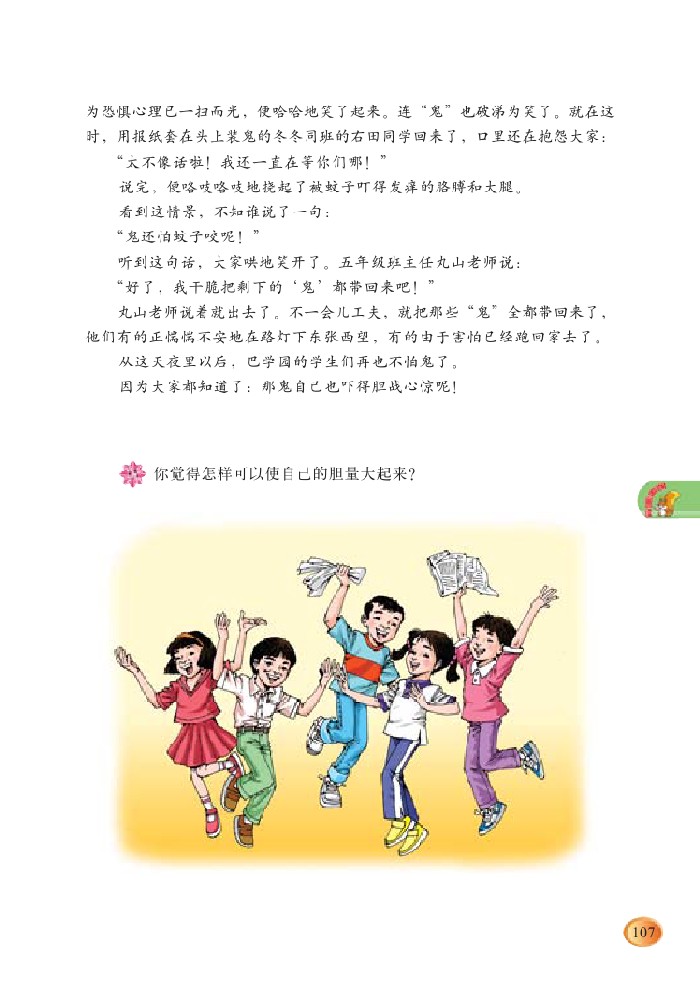 为恐惧心理已一扫而光，便哈哈地笑了起来。连“鬼”也破涕为笑了。就在这
时，用报纸套在头上装鬼的冬冬同班的右田同学回来了，口里还在抱怨大家：
“太不像话啦！我还一直在等你们那！”
说完，便咯吱咯吱地挠起了被蚊子叮得发痒的胳膊和大腿。
看到这情景，不知谁说了一句：
“鬼还怕蚊子咬呢！”
听到这句话，大家哄地笑开了。五年级班主任丸山老师说：
“好了，我干脆把剩下的‘鬼’都带回来吧！”
丸山老师说着就出去了。不一会儿工夫，就把那些“鬼”全都带回来了，
他们有的正惴惴不安地在路灯下东张西望，有的由于害怕已经跑回家去了。
从这天夜里以后，巴学园的学生们再也不怕鬼了。
因为大家都知道了：那鬼自己也吓得胆战心惊呢！
你觉得怎样可以使自己的胆量大起来？
107